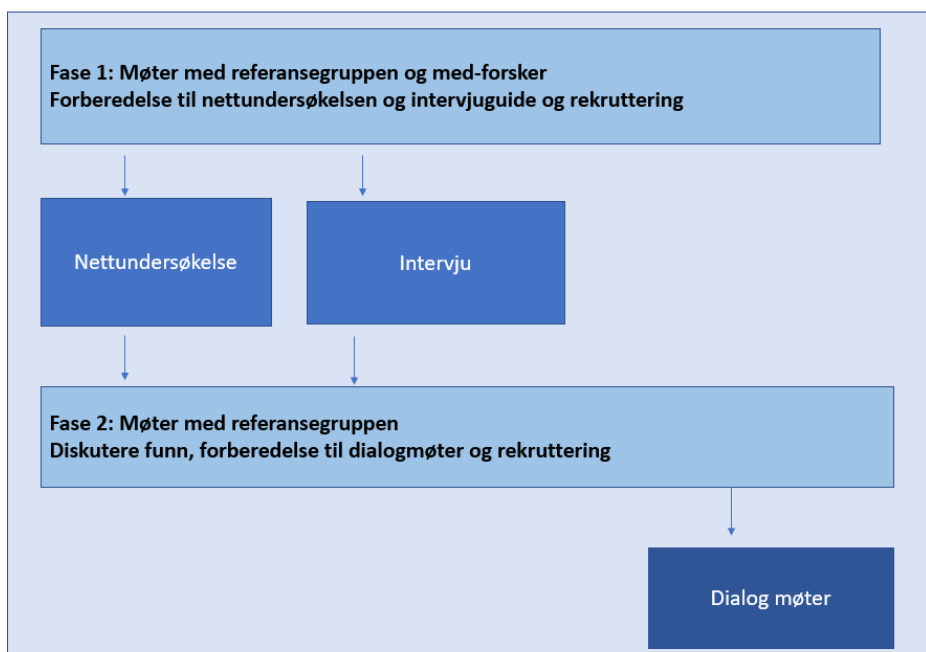 Fase 1: Møter med referansegruppen og med-forsker
Forberedelse til nettundersøkelsen og intervjuguide og rekruttering
Nettundersøkelse
Intervju
Fase 2: Møter med referansegruppen
Diskutere funn, forberedelse til dialogmøter og rekruttering
Dialog møter